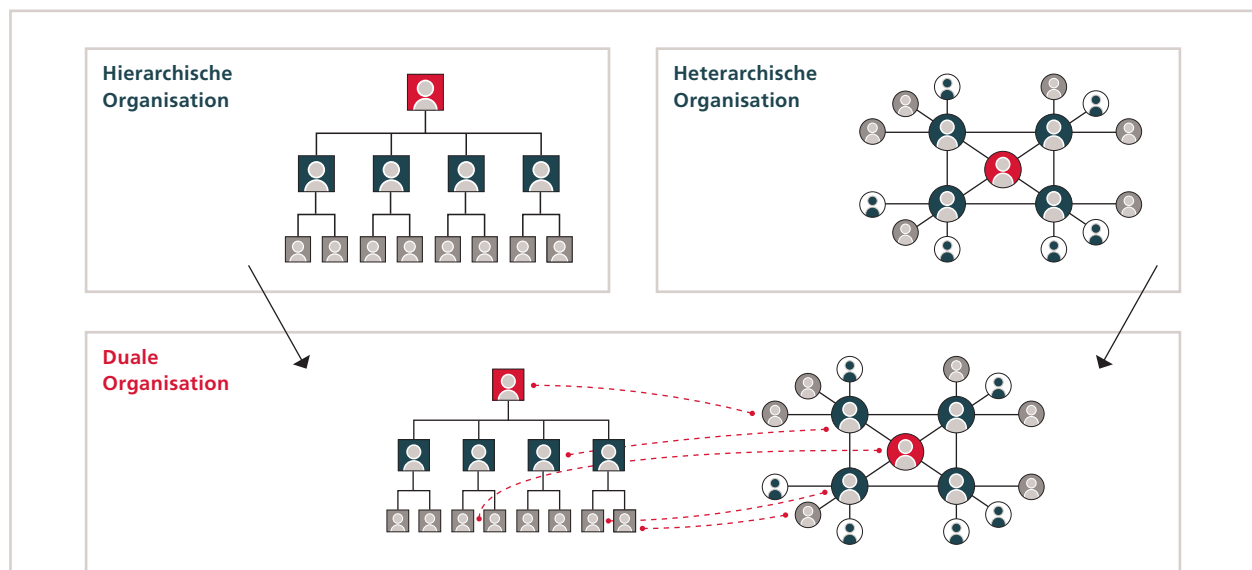 Hierarchische
Organisation
Heterarchische
Organisation
Duale
Organisation